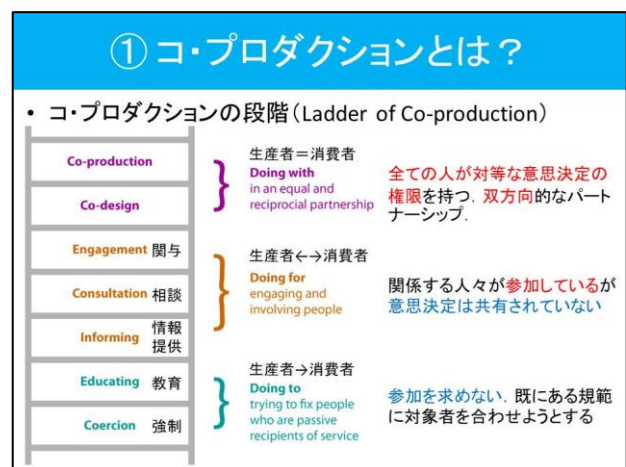 ①コ・プロダクションとは？
• コ・プロダクションの段階(Ladder of Co-production)
Co-production
Co-design
生産者＝消費者
Doing with
in an equal and
reciprocial partnership
全ての人が対等な意思決定の
権限を持つ. 双方向的なパート
ナーシップ.
Engagement 関与
Consultation 相談
Informing 情報
提供
生産者←→消費者
Doing for
engaging and
involving people
関係する人々が参加しているが
意思決定は共有されていない
Educating 教育
Coercion 強制
生産者→消費者
Doing to
trying to fix people
who are passive
recipients of service
参加を求めない. 既にある規範
に対象者を合わせようとする